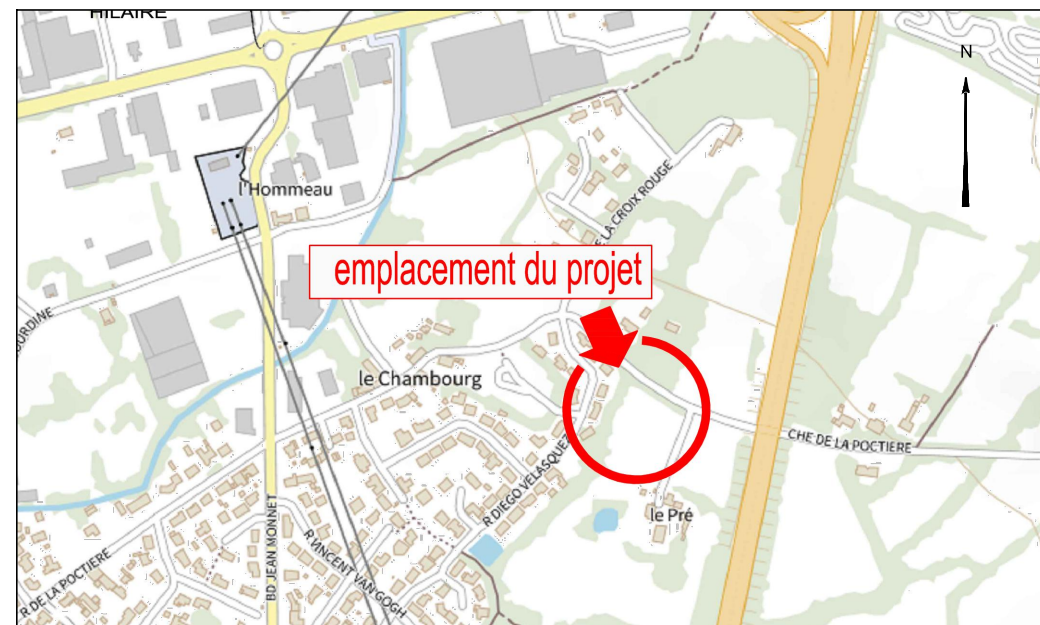 HILAIRE
N
l'Hommeau
E LA CROIX ROUGE
emplacement du projet
OURDINE
le Chambourg
CHE DE LA POCTIERE
R DIEGO VELASQUEZ
le Pré
BD JEAN MONNET
R VINCENT VAN GOGH
R DE LA POCTIERE